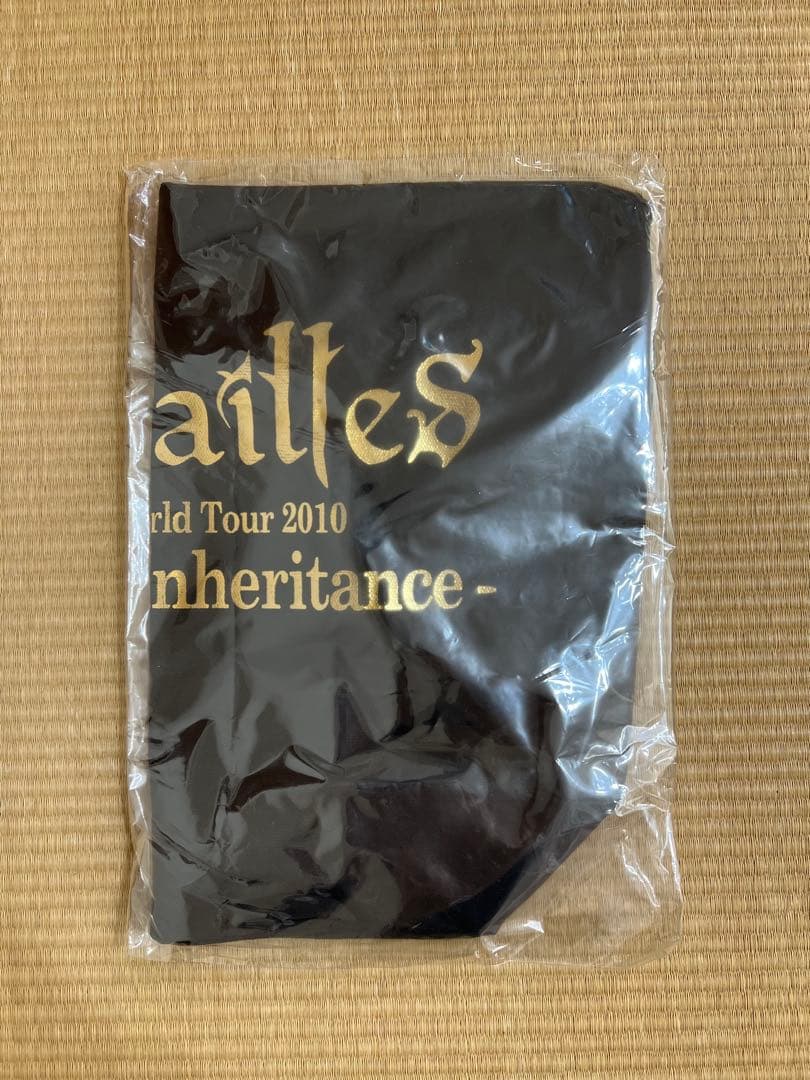 ailles
rld Tour 2010
nheritance -